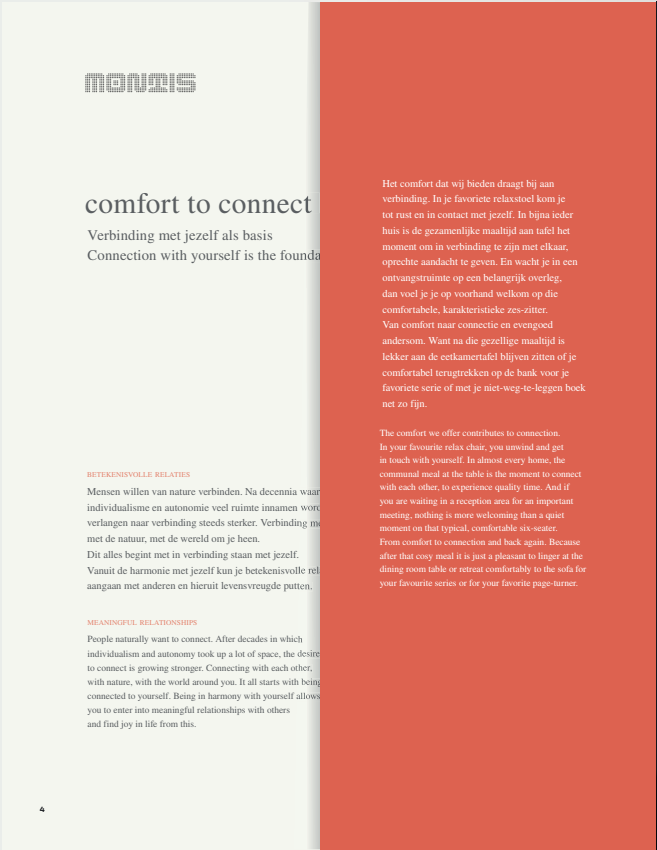 MONTIS
comfort to connect
Verbinding met jezelf als basis
Connection with yourself is the founda
BETEKENISVOLLE RELATIES
Mensen willen van nature verbinden. Na decennia waar
individualisme en autonomie veel ruimte innamen word
verlangen naar verbinding steeds sterker. Verbinding me
met de natuur, met de wereld om je heen.
Dit alles begint met in verbinding staan met jezelf.
Vanuit de harmonie met jezelf kun je betekenisvolle rel
aangaan met anderen en hieruit levensvreugde putten.
MEANINGFUL RELATIONSHIPS
People naturally want to connect. After decades in which
individualism and autonomy took up a lot of space, the desire
to connect is growing stronger. Connecting with each other,
with nature, with the world around you. It all starts with being
connected to yourself. Being in harmony with yourself allows
you to enter into meaningful relationships with others
and find joy in life from this.
4
Het comfort dat wij bieden draagt bij aan
verbinding. In je favoriete relaxstoel kom je
tot rust en in contact met jezelf. In bijna ieder
huis is de gezamenlijke maaltijd aan tafel het
moment om in verbinding te zijn met elkaar,
oprechte aandacht te geven. En wacht je in een
ontvangstruimte op een belangrijk overleg,
dan voel je je op voorhand welkom op die
comfortabele, karakteristieke zes-zitter.
Van comfort naar connectie en evengoed
andersom. Want na die gezellige maaltijd is
lekker aan de eetkamertafel blijven zitten of je
comfortabel terugtrekken op de bank voor je
favoriete serie of met je niet-weg-te-leggen boek
net zo fijn.
The comfort we offer contributes to connection.
In your favourite relax chair, you unwind and get
in touch with yourself. In almost every home, the
communal meal at the table is the moment to connect
with each other, to experience quality time. And if
you are waiting in a reception area for an important
meeting, nothing is more welcoming than a quiet
moment on that typical, comfortable six-seater.
From comfort to connection and back again. Because
after that cosy meal it is just a pleasant to linger at the
dining room table or retreat comfortably to the sofa for
your favourite series or for your favorite page-turner.